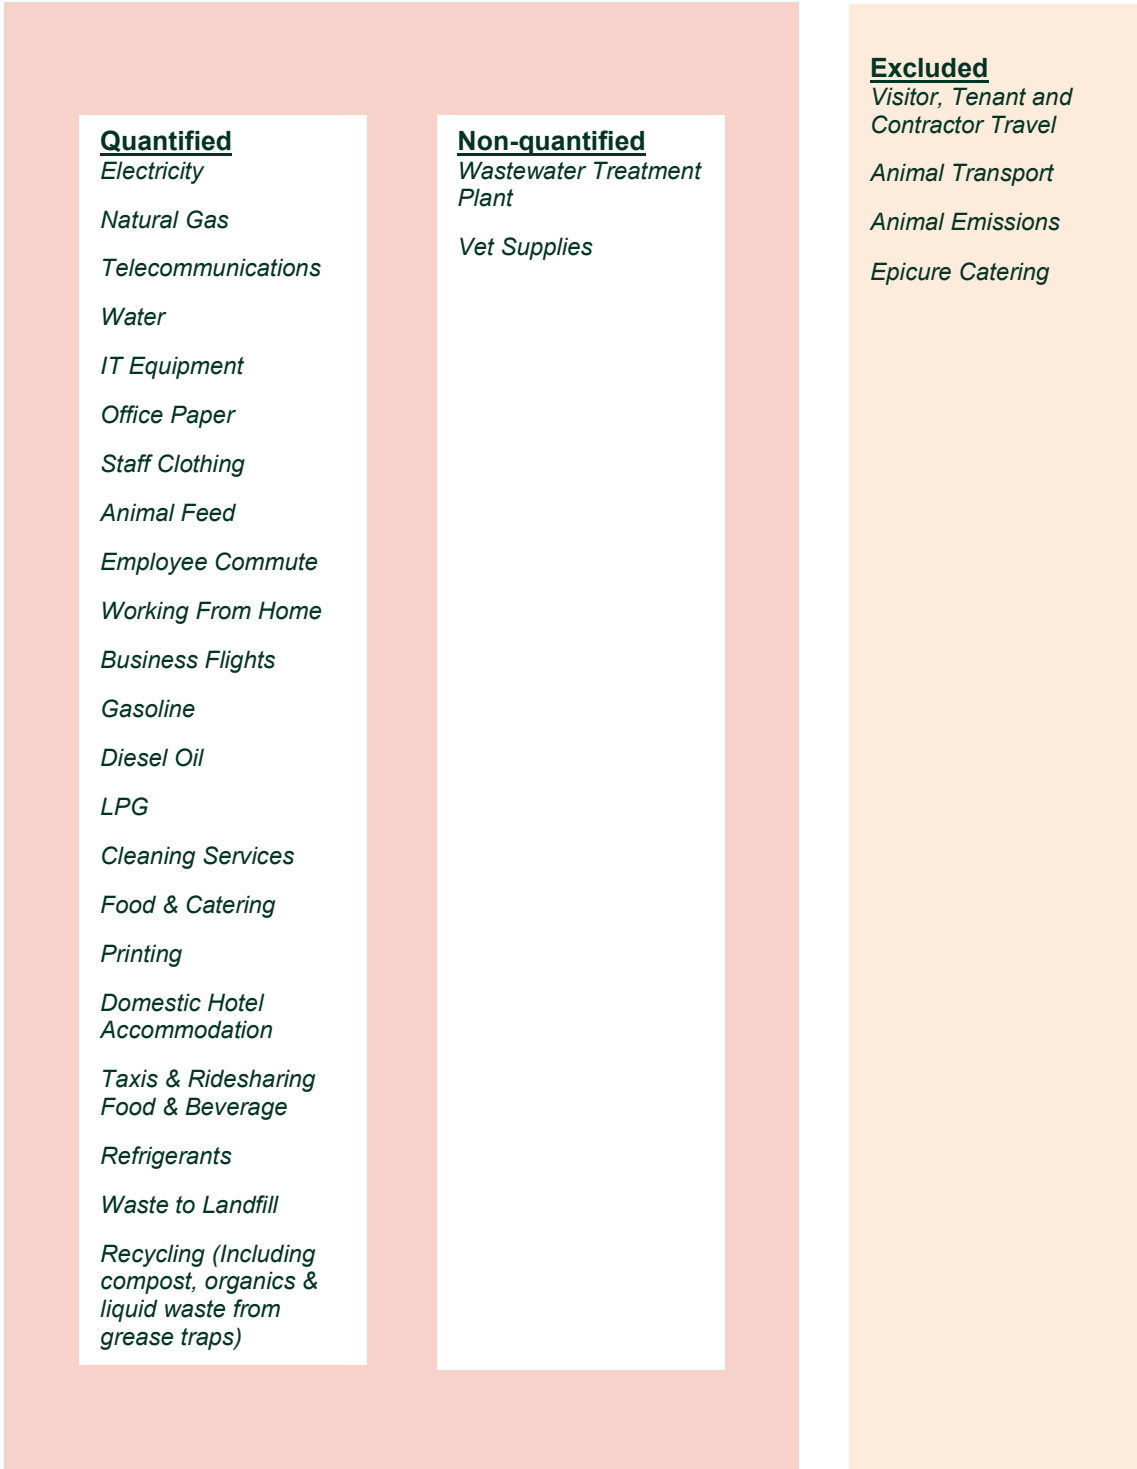 Quantified
Electricity
Natural Gas
Telecommunications
Water
IT Equipment
Office Paper
Staff Clothing
Animal Feed
Employee Commute
Working From Home
Business Flights
Gasoline
Diesel Oil
LPG
Cleaning Services
Food & Catering
Printing
Domestic Hotel
Accommodation
Taxis & Ridesharing
Food & Beverage
Refrigerants
Waste to Landfill
Recycling (Including
compost, organics &
liquid waste from
grease traps)
Non-quantified
Wastewater Treatment
Plant
Vet Supplies
Excluded
Visitor, Tenant and
Contractor Travel
Animal Transport
Animal Emissions
Epicure Catering